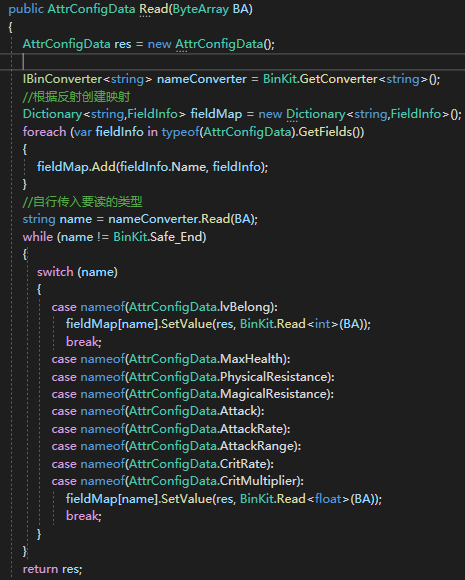 public AttrConfigData Read(ByteArray BA)
{
AttrConfigData res = new AttrConfigData();
IBinConverter<string> nameConverter = BinKit.GetConverter<string>();
//根据反射创建映射
Dictionary<string,FieldInfo> fieldMap = new Dictionary<string,FieldInfo>();
foreach (var fieldInfo in typeof(AttrConfigData).GetFields())
{
fieldMap.Add(fieldInfo.Name, fieldInfo);
}
//自行传入要读的类型
string name = nameConverter.Read(BA);
while (name != BinKit.Safe_End)
{
switch (name)
{
case nameof(AttrConfigData.lvBelong):
fieldMap[name].SetValue(res, BinKit.Read<int>(BA));
break;
case nameof(AttrConfigData.MaxHealth):
case nameof(AttrConfigData.PhysicalResistance):
case nameof(AttrConfigData.MagicalResistance):
case nameof(AttrConfigData.Attack):
case nameof(AttrConfigData.AttackRate):
case nameof(AttrConfigData.AttackRange):
case nameof(AttrConfigData.CritRate):
case nameof(AttrConfigData.CritMultiplier):
fieldMap[name].SetValue(res, BinKit.Read<float>(BA));
break;
}
}
return res;